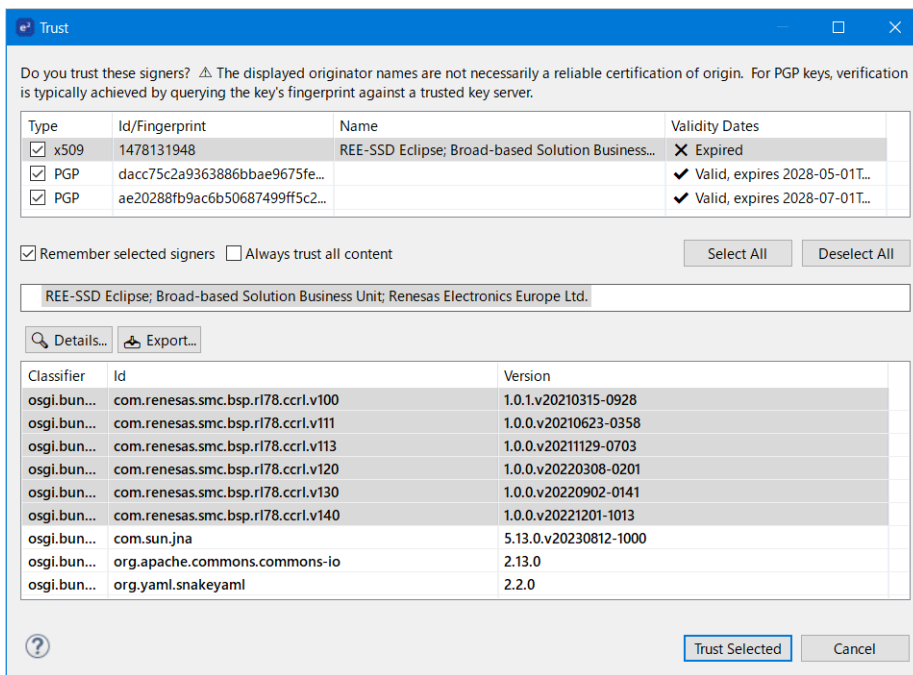 e² Trust
Do you trust these signers? ⚠ The displayed originator names are not necessarily a reliable certification of origin. For PGP keys, verification
is typically achieved by querying the key's fingerprint against a trusted key server.
Type Id/Fingerprint Name Validity Dates
x509 1478131948 REE-SSD Eclipse; Broad-based Solution Business... Expired
PGP dacc75c2a9363886bbae9675fe... Valid, expires 2028-05-01T...
PGP ae20288fb9ac6b50687499ff5c2... Valid, expires 2028-07-01T...
Remember selected signers Always trust all content Select All Deselect All
REE-SSD Eclipse; Broad-based Solution Business Unit; Renesas Electronics Europe Ltd.
Details... Export...
Classifier Id Version
osgi.bun... com.renesas.smc.bsp.rl78.ccrl.v100 1.0.1.v20210315-0928
osgi.bun... com.renesas.smc.bsp.rl78.ccrl.v111 1.0.0.v20210623-0358
osgi.bun... com.renesas.smc.bsp.rl78.ccrl.v113 1.0.0.v20211129-0703
osgi.bun... com.renesas.smc.bsp.rl78.ccrl.v120 1.0.0.v20220308-0201
osgi.bun... com.renesas.smc.bsp.rl78.ccrl.v130 1.0.0.v20220902-0141
osgi.bun... com.renesas.smc.bsp.rl78.ccrl.v140 1.0.0.v20221201-1013
osgi.bun... com.sun.jna 5.13.0.v20230812-1000
osgi.bun... org.apache.commons.commons-io 2.13.0
osgi.bun... org.yaml.snakeyaml 2.2.0
? Trust Selected Cancel